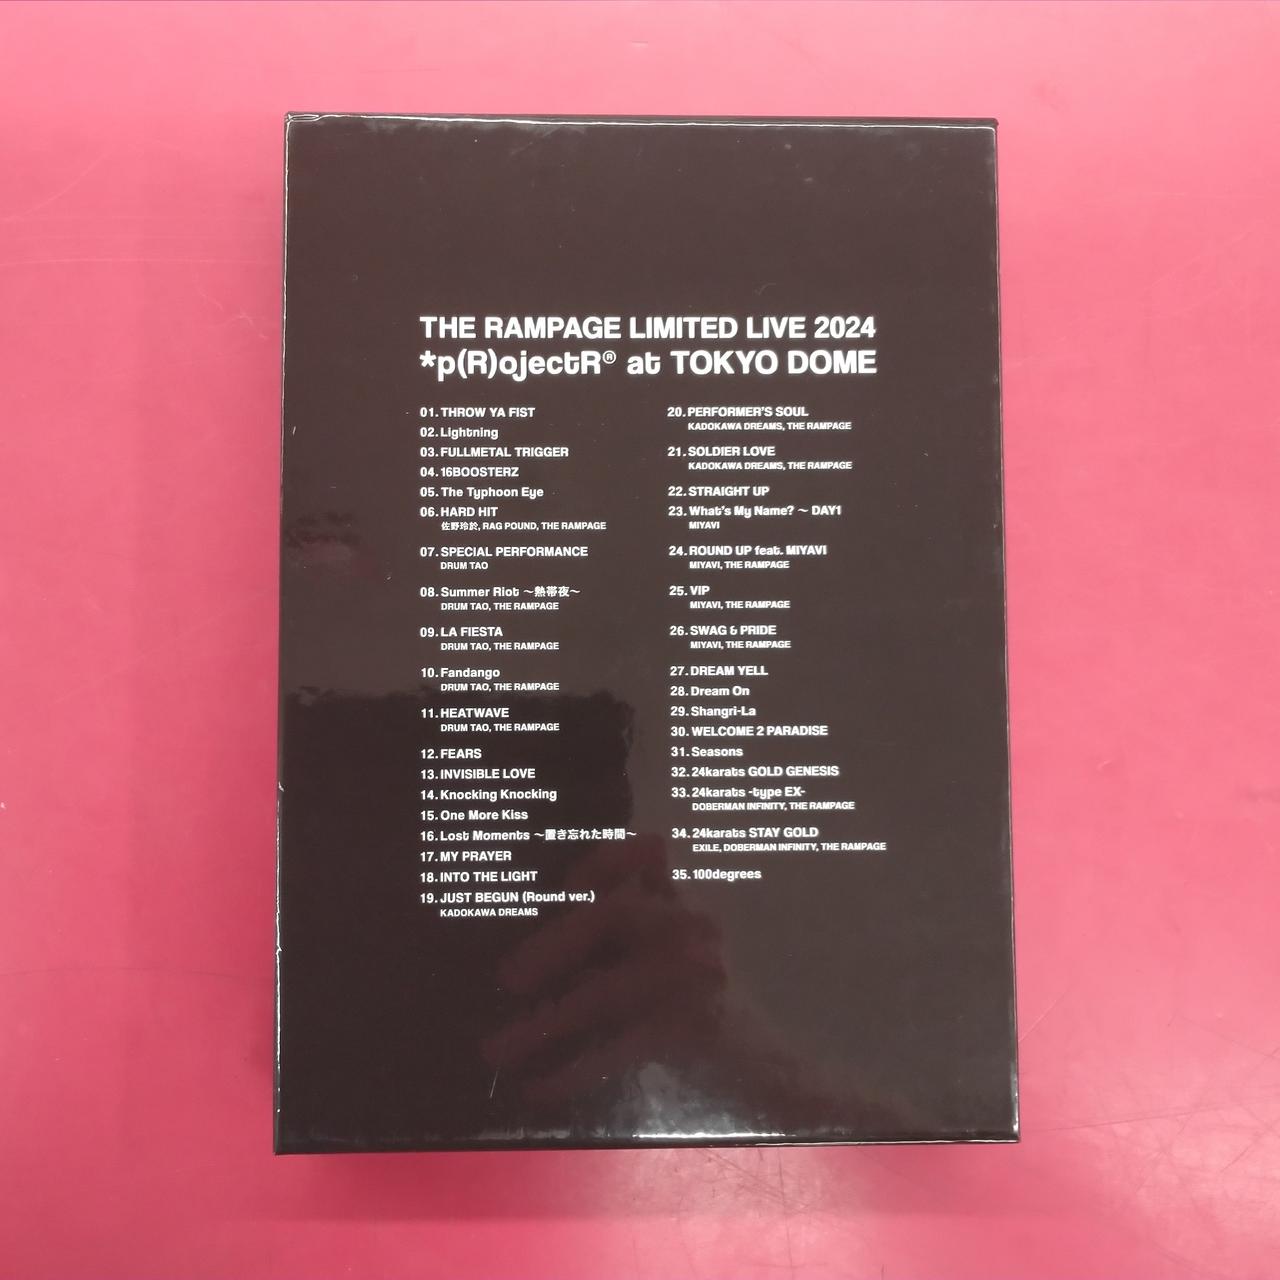 THE RAMPAGE LIMITED LIVE 2024
*p(R)ojectR® at TOKYO DOME
01. THROW YA FIST
02. Lightning
03. FULLMETAL TRIGGER
04. 16BOOSTERZ
05. The Typhoon Eye
06. HARD HIT
佐野玲於, RAG POUND, THE RAMPAGE
07. SPECIAL PERFORMANCE
DRUM TAO
08. Summer Riot ～熱帯夜～
DRUM TAO, THE RAMPAGE
09. LA FIESTA
DRUM TAO, THE RAMPAGE
10. Fandango
DRUM TAO, THE RAMPAGE
11. HEATWAVE
DRUM TAO, THE RAMPAGE
12. FEARS
13. INVISIBLE LOVE
14. Knocking Knocking
15. One More Kiss
16. Lost Moments ～置き忘れた時間～
17. MY PRAYER
18. INTO THE LIGHT
19. JUST BEGUN (Round ver.)
KADOKAWA DREAMS
20. PERFORMER'S SOUL
KADOKAWA DREAMS, THE RAMPAGE
21. SOLDIER LOVE
KADOKAWA DREAMS, THE RAMPAGE
22. STRAIGHT UP
23. What's My Name? ～ DAY1
MIYAVI
24. ROUND UP feat. MIYAVI
MIYAVI, THE RAMPAGE
25. VIP
MIYAVI, THE RAMPAGE
26. SWAG & PRIDE
MIYAVI, THE RAMPAGE
27. DREAM YELL
28. Dream On
29. Shangri-La
30. WELCOME 2 PARADISE
31. Seasons
32. 24karats GOLD GENESIS
33. 24karats -type EX-
DOBERMAN INFINITY, THE RAMPAGE
34. 24karats STAY GOLD
EXILE, DOBERMAN INFINITY, THE RAMPAGE
35. 100degrees